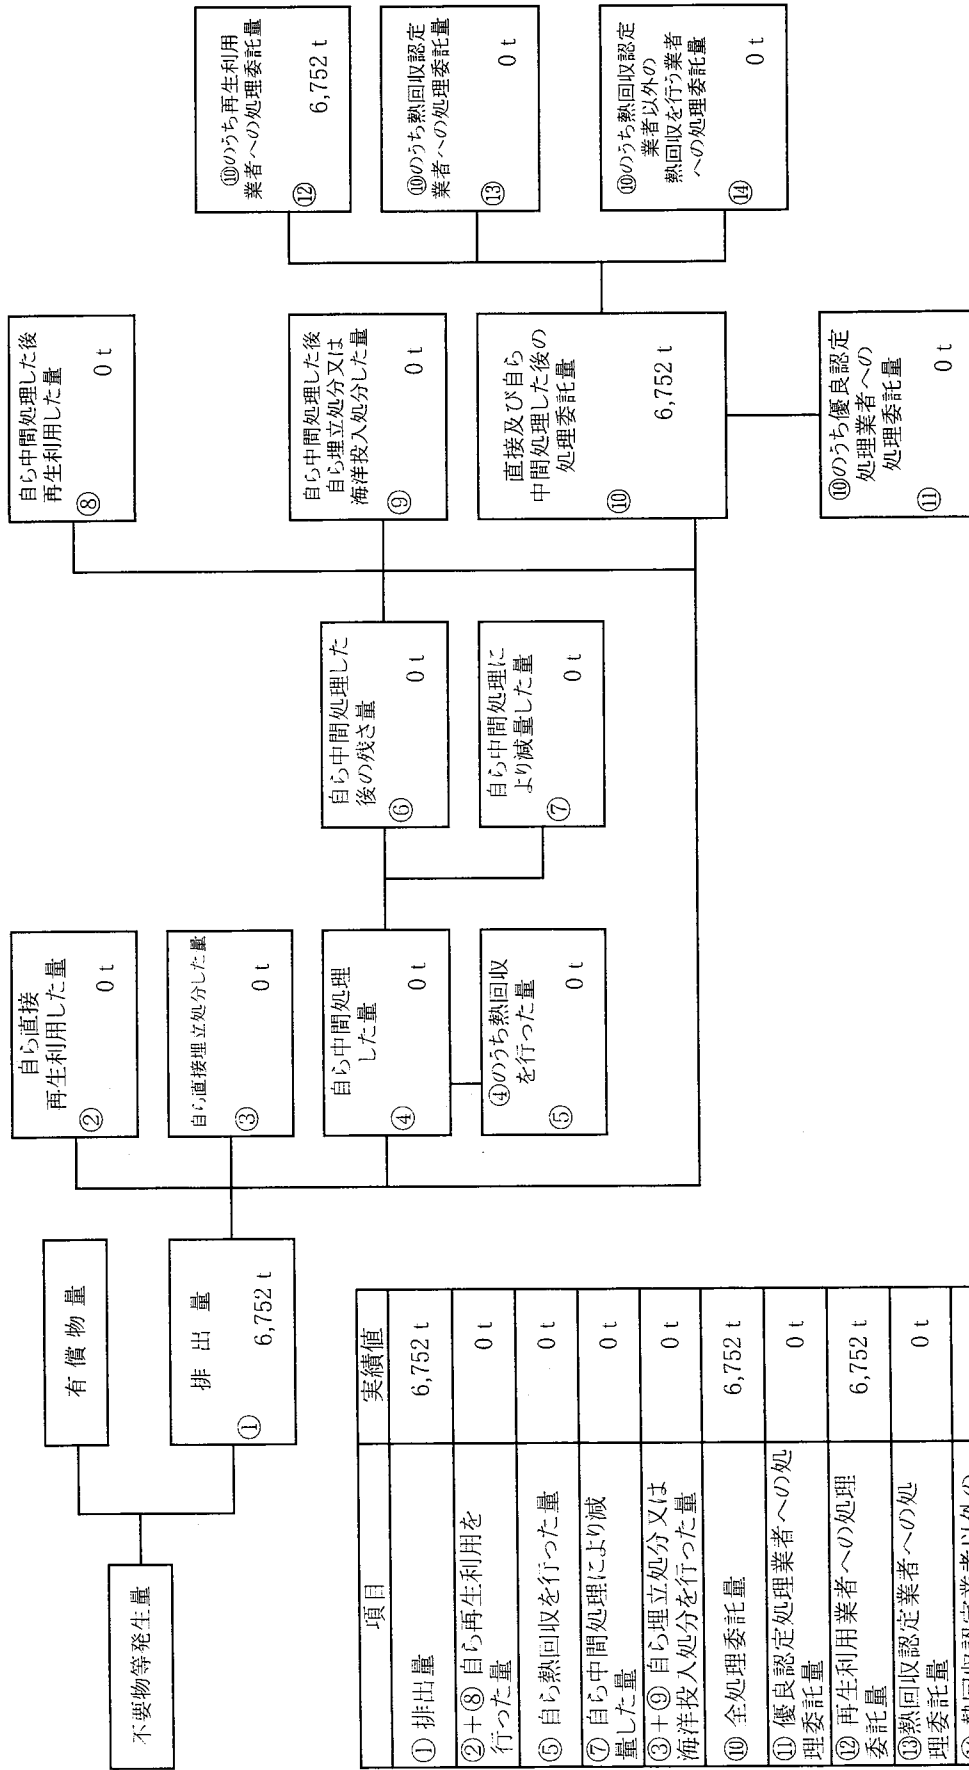 不要物等発生量
有 償 物 量
排 出 量
①
6,752 t
自ら直接
再生利用した量
②
0 t
自ら直接埋立処分した量
③
0 t
自ら中間処理
した量
④
0 t
④のうち熱回収
を行った量
⑤
0 t
自ら中間処理した
後の残さ量
⑥
0 t
自ら中間処理に
より減量した量
⑦
0 t
自ら中間処理した後
再生利用した量
⑧
0 t
自ら中間処理した後
自ら埋立処分又は
海洋投入処分した量
⑨
0 t
直接及び自ら
中間処理した後の
処理委託量
⑩
6,752 t
⑩のうち優良認定
処理業者への
処理委託量
⑪
0 t
⑩のうち再生利用
業者への処理委託量
⑫
6,752 t
⑩のうち熱回収認定
業者への処理委託量
⑬
0 t
⑩のうち熱回収認定
業者以外の
熱回収を行う業者
への処理委託量
⑭
0 t
項目 実績値
① 排出量 6,752 t
②+⑧ 自ら再生利用を
行った量 0 t
⑤ 自ら熱回収を行った量 0 t
⑦ 自ら中間処理により減
量した量 0 t
③+⑨ 自ら埋立処分又は
海洋投入処分を行った量 0 t
⑩ 全処理委託量 6,752 t
⑪ 優良認定処理業者への処
理委託量 0 t
⑫ 再生利用業者への処理
委託量 6,752 t
⑬熱回収認定業者への処
理委託量 0 t
⑭ 熱回収認定業者以外の